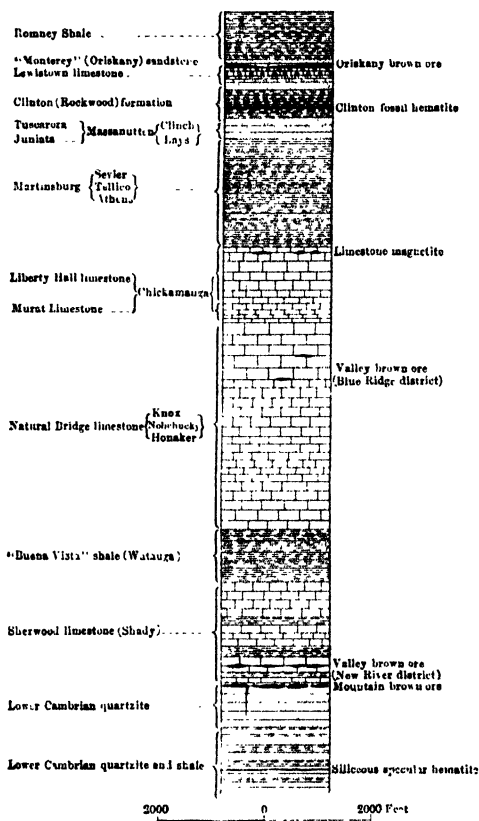 Romney Shale
"Monterey" (Oriskany) sandstone
Oriskany brown ore
Lewistown limestone
Clinton (Rockwood) formation
Clinton fossil hematite
Tuscarora
Juniata
Massanutten
Clinch
Bays
Martinsburg
Sevier
Tellico
Athens
Limestone magnetite
Liberty Hall limestone
Murat Limestone
Chickamauga
Valley brown ore
(Blue Ridge district)
Natural Bridge limestone
Knox
Nolichucky
Honaker
"Buena Vista" shale (Watauga)
Sherwood limestone (Shady)
Valley brown ore
(New River district)
Mountain brown ore
Lower Cambrian quartzite
Lower Cambrian quartzite and shale
Siliceous specular hematite
2000 0 2000 Feet